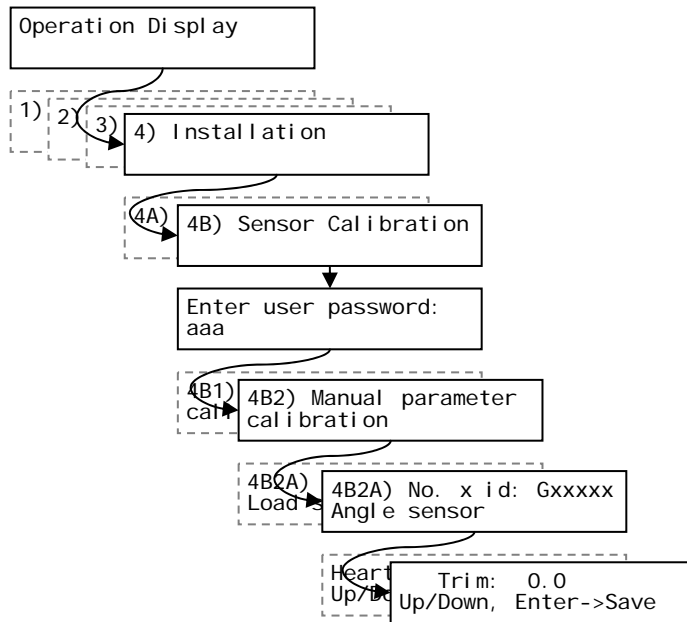 Operation Display
1)
2)
3)
4) Installation
4A)
4B) Sensor Calibration
Enter user password:
aaa
4B1)
4B2) Manual parameter
calibration
4B2A)
Load
4B2A) No. x id: Gxxxxx
Angle sensor
Heart
Up/Do
Trim: 0.0
Up/Down, Enter->Save